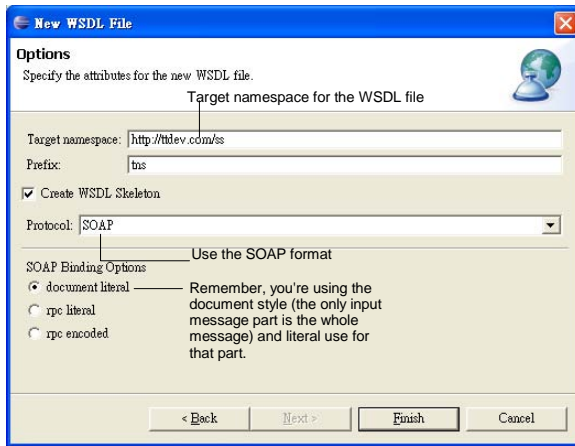 New WSDL File
Options
Specify the attributes for the new WSDL file.
Target namespace for the WSDL file
Target namespace: http://ttdev.com/ss
Prefix: tns
Create WSDL Skeleton
Protocol: SOAP
Use the SOAP format
SOAP Binding Options
document literal
rpc literal
rpc encoded
Remember, you're using the
document style (the only input
message part is the whole
message) and literal use for
that part.
< Back
Next >
Finish
Cancel